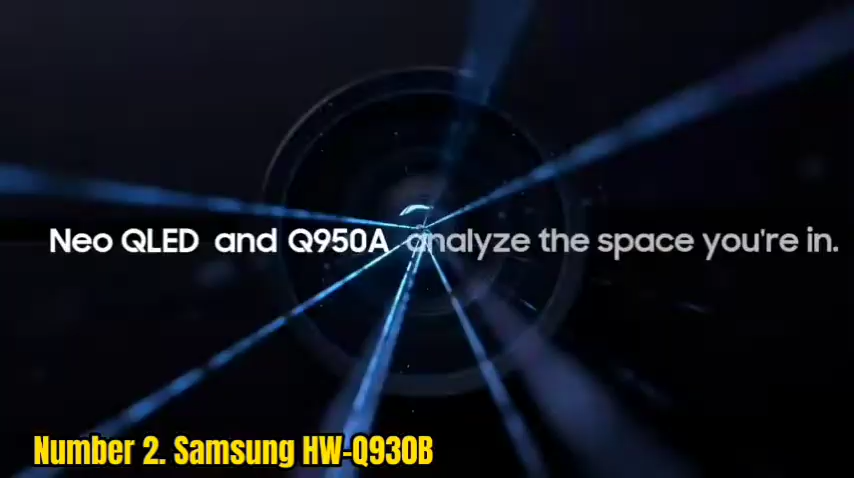 Neo QLED and Q950A analyze the space you're in.
Number 2. Samsung HW-Q930B